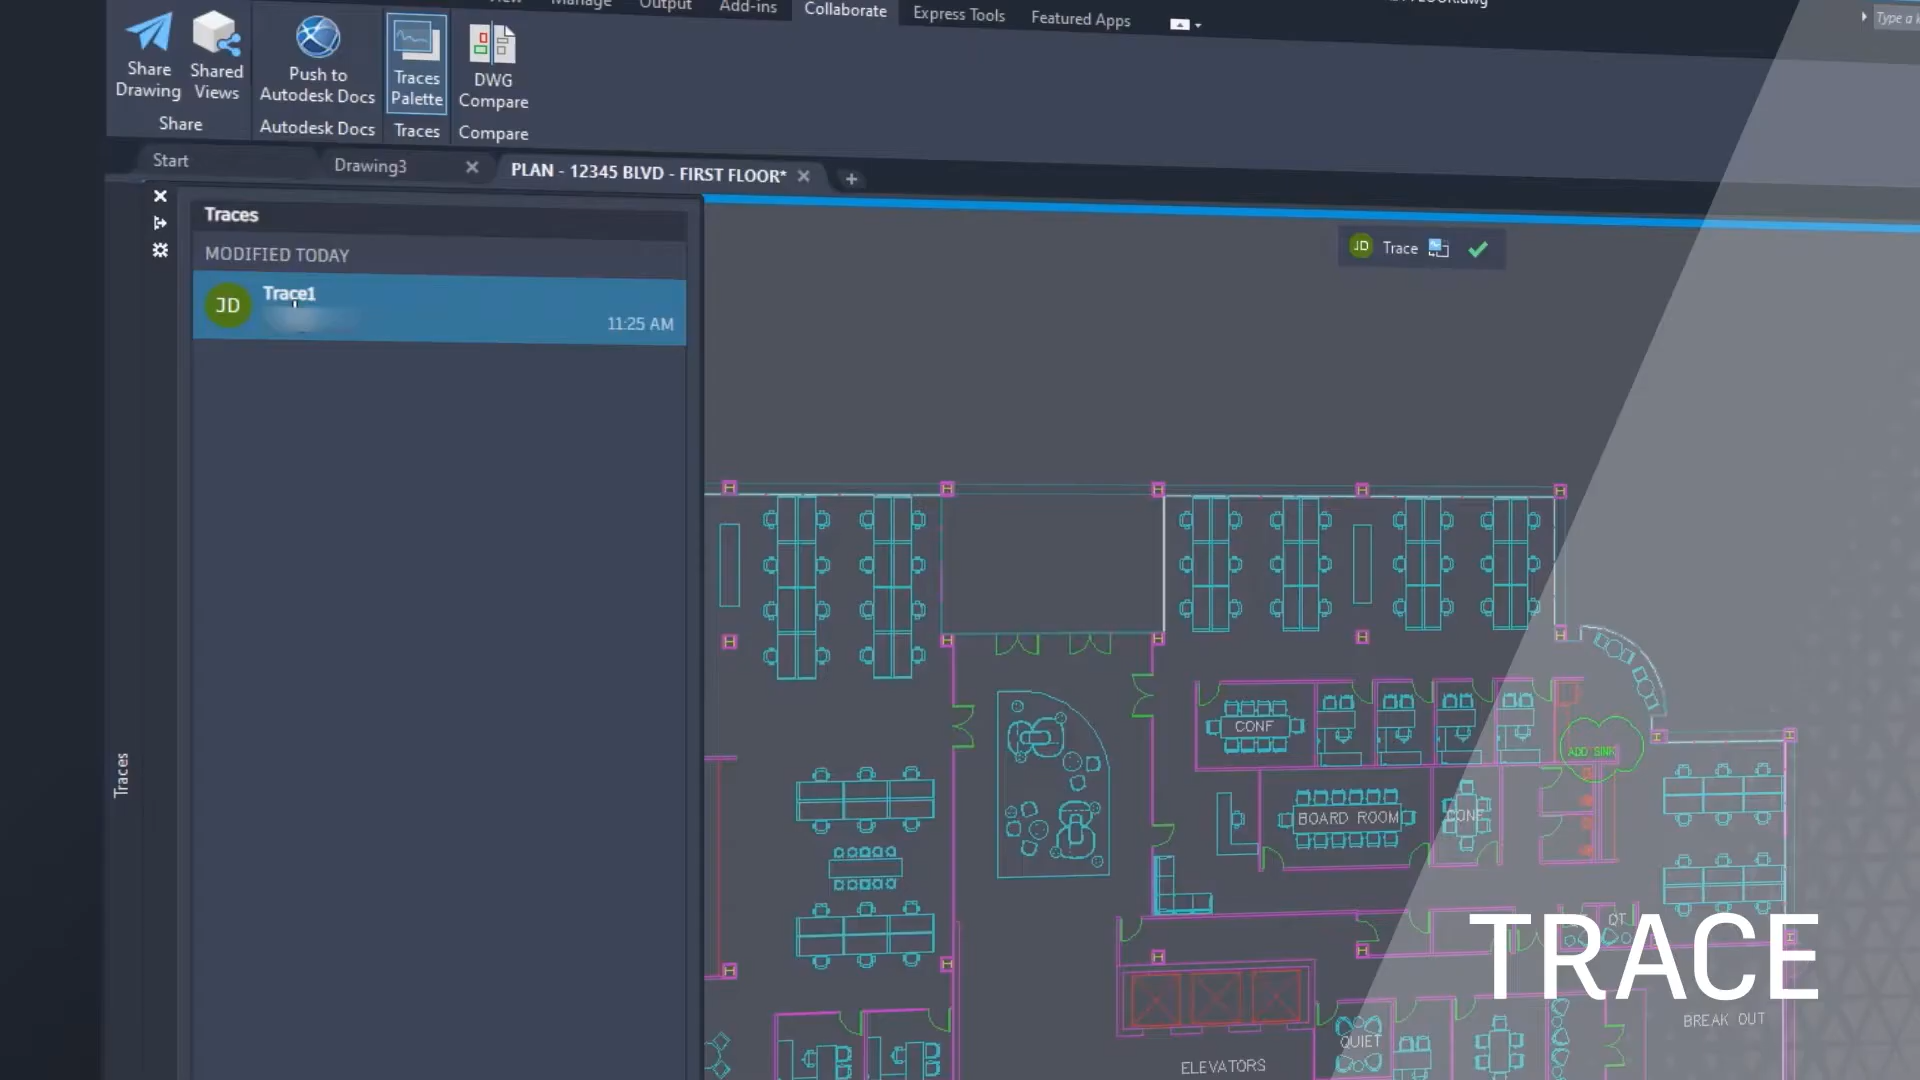 Manage
Output
Add-ins
Collaborate
Express Tools
Featured Apps
Type a k
Share
Drawing
Shared
Views
Push to
Autodesk Docs
Traces
Palette
DWG
Compare
Share
Autodesk Docs
Traces
Compare
Start
Drawing3
PLAN - 12345 BLVD - FIRST FLOOR*
Traces
MODIFIED TODAY
JD
Trace1
11:25 AM
JD Trace
Traces
CONF
ADD SINK
BOARD ROOM
CONF
QT
TRACE
BREAK OUT
QUIET
ELEVATORS